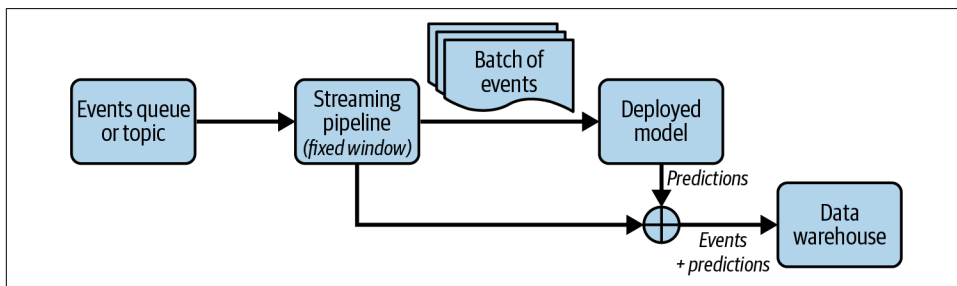 Batch of
events
Events queue
or topic
Streaming
pipeline
(fixed window)
Deployed
model
Predictions
Events
+ predictions
Data
warehouse